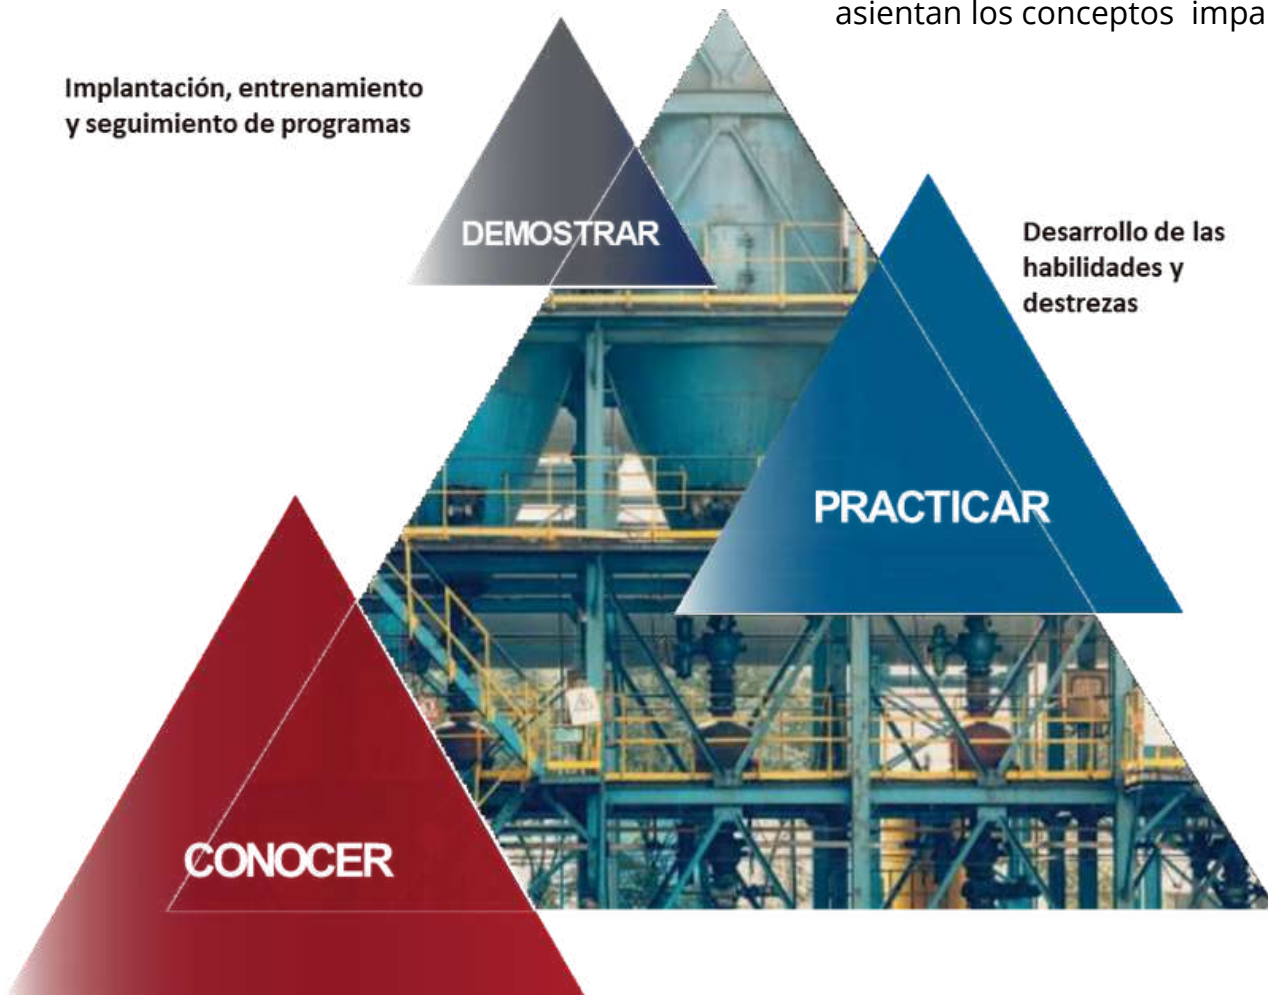 asientan los conceptos impa
Implantación, entrenamiento
y seguimiento de programas
DEMOSTRAR
Desarrollo de las
habilidades y
destrezas
PRACTICAR
CONOCER